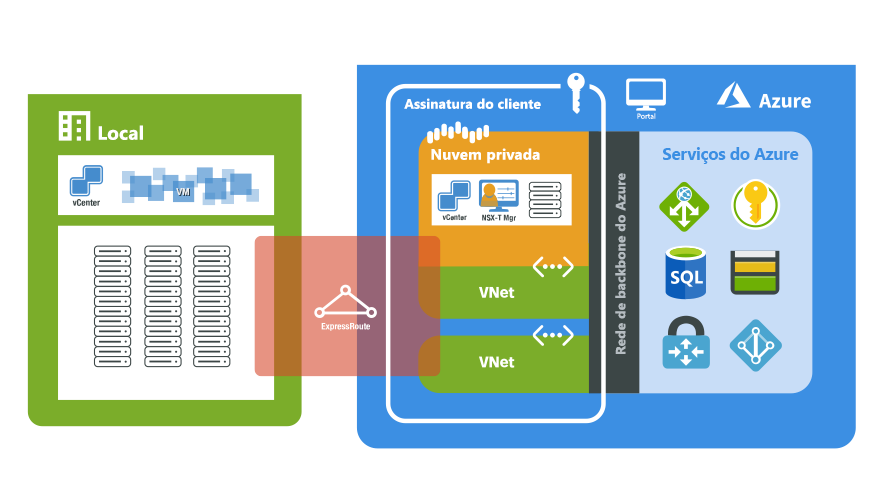 Local
vCenter
VM
ExpressRoute
Assinatura do cliente
Portal
Azure
Nuvem privada
vCenter
NSX-T Mgr
VNet
VNet
Rede de backbone do Azure
Serviços do Azure
SQL